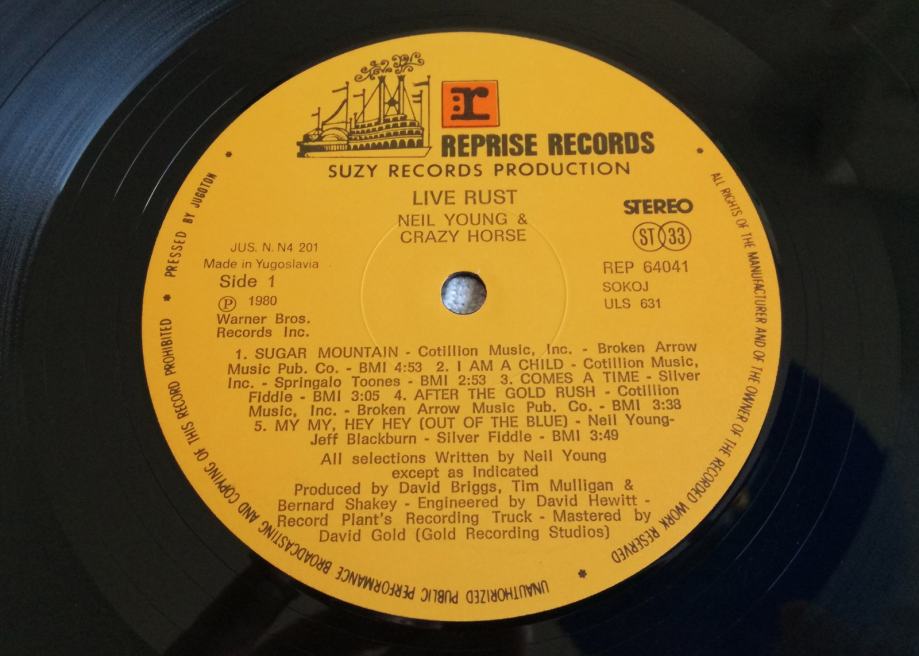 r
REPRISE RECORDS
SUZY RECORDS PRODUCTION
LIVE RUST
NEIL YOUNG &
CRAZY HORSE
STEREO
ST 33
JUS. N. N4 201
Made in Yugoslavia
Side 1
℗ 1980
Warner Bros.
Records Inc.
REP 64041
SOKOJ
ULS 631
1. SUGAR MOUNTAIN - Cotillion Music, Inc. - Broken Arrow
Music Pub. Co. - BMI 4:53 2. I AM A CHILD - Cotillion Music,
Inc. - Springalo Toones - BMI 2:53 3. COMES A TIME - Silver
Fiddle - BMI 3:05 4. AFTER THE GOLD RUSH - Cotillion
Music, Inc. - Broken Arrow Music Pub. Co. - BMI 3:38
5. MY MY, HEY HEY (OUT OF THE BLUE) - Neil Young-
Jeff Blackburn - Silver Fiddle - BMI 3:49
All selections Written by Neil Young
except as Indicated
Produced by David Briggs, Tim Mulligan &
Bernard Shakey - Engineered by David Hewitt -
Record Plant's Recording Truck - Mastered by
David Gold (Gold Recording Studios)
* ALL RIGHTS OF THE MANUFACTURER AND OF THE OWNER OF THE RECORDED WORK RESERVED * UNAUTHORIZED PUBLIC PERFORMANCE BROADCASTING AND COPYING OF THIS RECORD PROHIBITED * PRESSED BY JUGOTON *